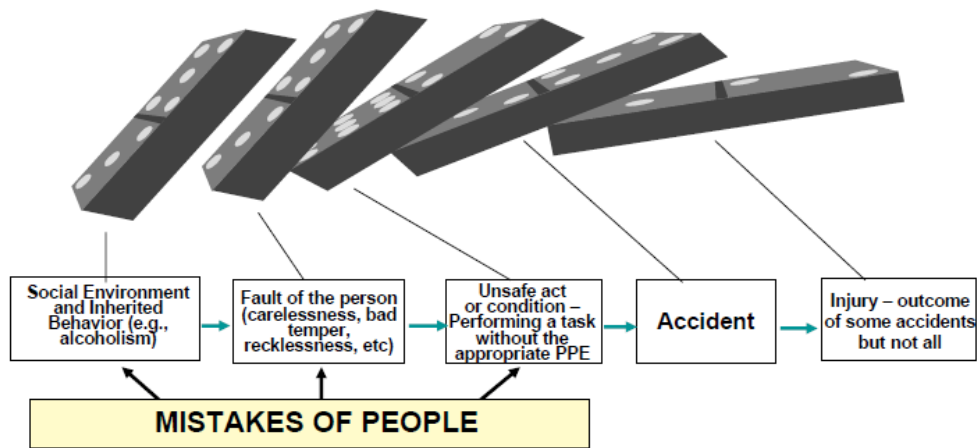 Social Environment
and Inherited
Behavior (e.g.,
alcoholism)
Fault of the person
(carelessness, bad
temper,
recklessness, etc)
Unsafe act
or condition –
Performing a task
without the
appropriate PPE
Accident
Injury – outcome
of some accidents
but not all
MISTAKES OF PEOPLE